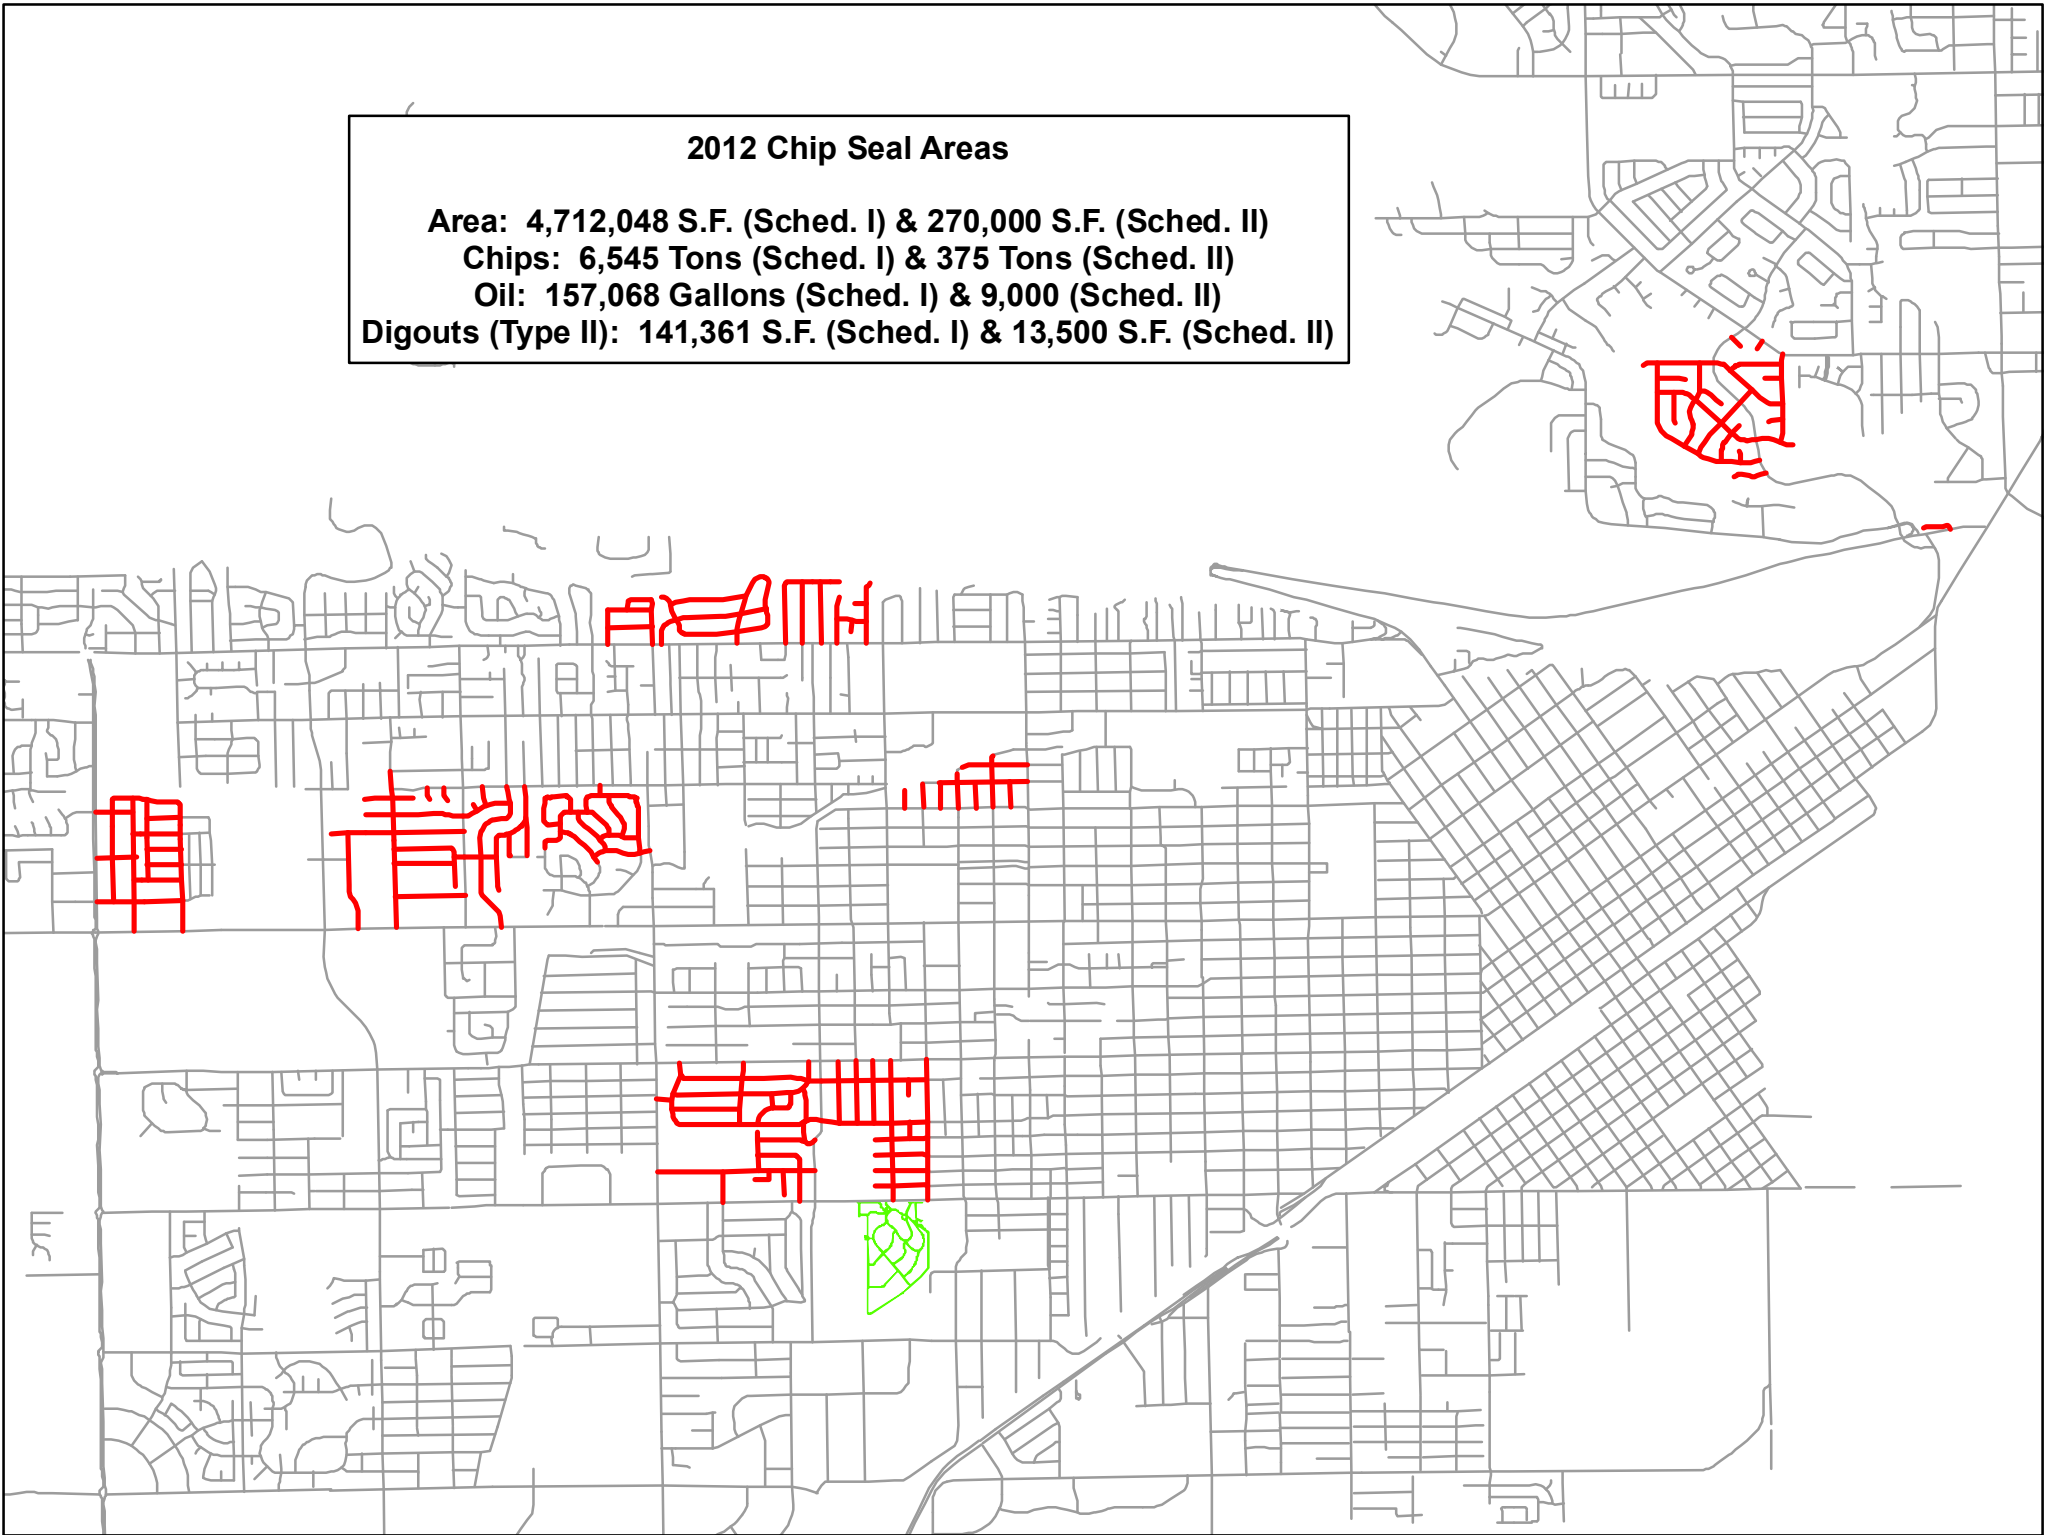 2012 Chip Seal Areas
Area: 4,712,048 S.F. (Sched. I) & 270,000 S.F. (Sched. II)
Chips: 6,545 Tons (Sched. I) & 375 Tons (Sched. II)
Oil: 157,068 Gallons (Sched. I) & 9,000 (Sched. II)
Digouts (Type II): 141,361 S.F. (Sched. I) & 13,500 S.F. (Sched. II)